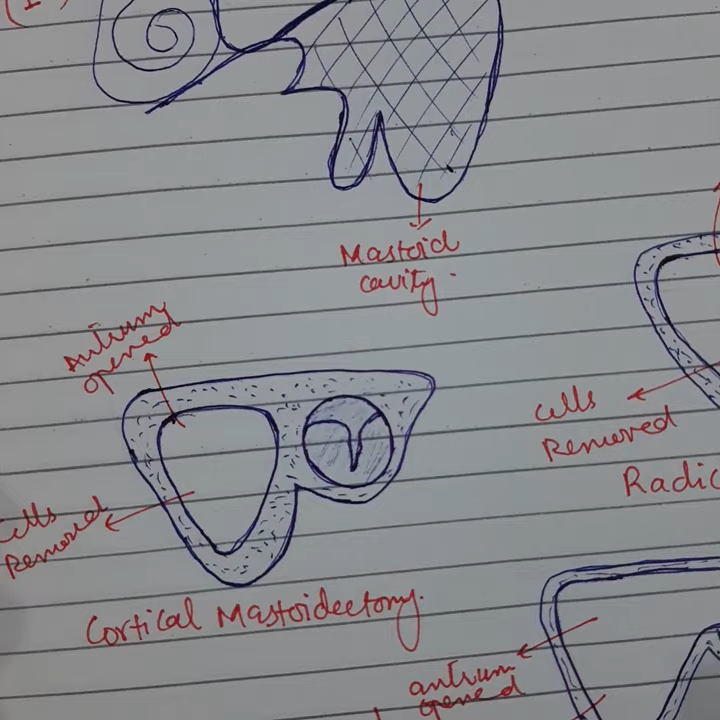 Mastoid
cavity.
Antrum
opened
Cells
Removed
Cells
Removed
Radic
Cortical Mastoidectomy.
antrum
opened